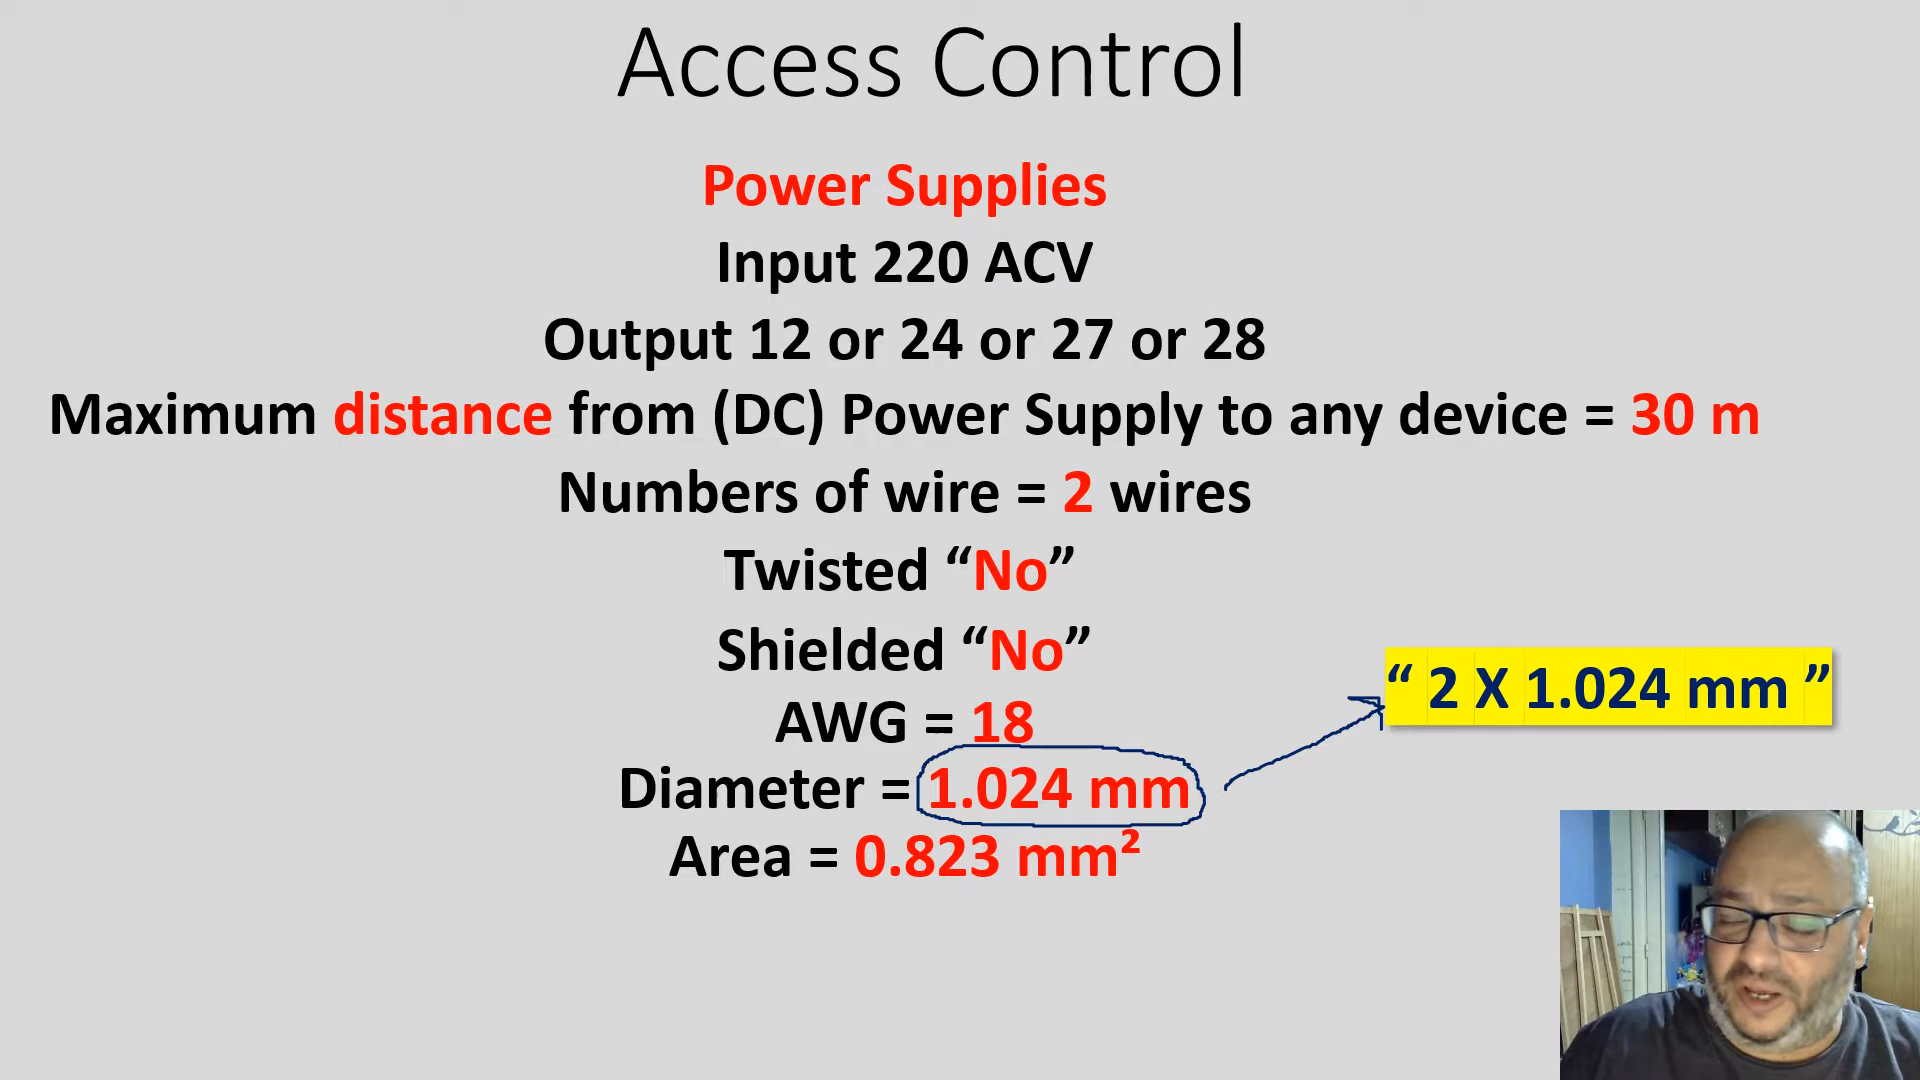 Access Control
Power Supplies
Input 220 ACV
Output 12 or 24 or 27 or 28
Maximum distance from (DC) Power Supply to any device = 30 m
Numbers of wire = 2 wires
Twisted “No”
Shielded “No”
“ 2 X 1.024 mm ”
AWG = 18
Diameter = 1.024 mm
Area = 0.823 mm²